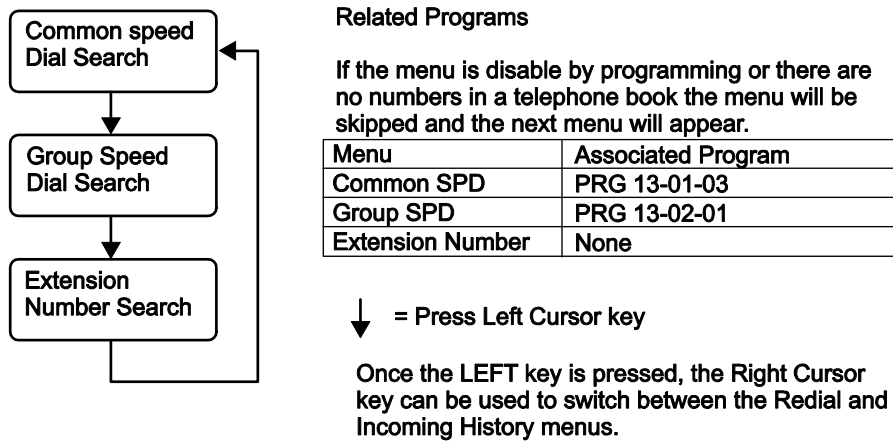 Common speed
Dial Search
Group Speed
Dial Search
Extension
Number Search
Related Programs
If the menu is disable by programming or there are
no numbers in a telephone book the menu will be
skipped and the next menu will appear.
Menu Associated Program
Common SPD PRG 13-01-03
Group SPD PRG 13-02-01
Extension Number None
= Press Left Cursor key
Once the LEFT key is pressed, the Right Cursor
key can be used to switch between the Redial and
Incoming History menus.